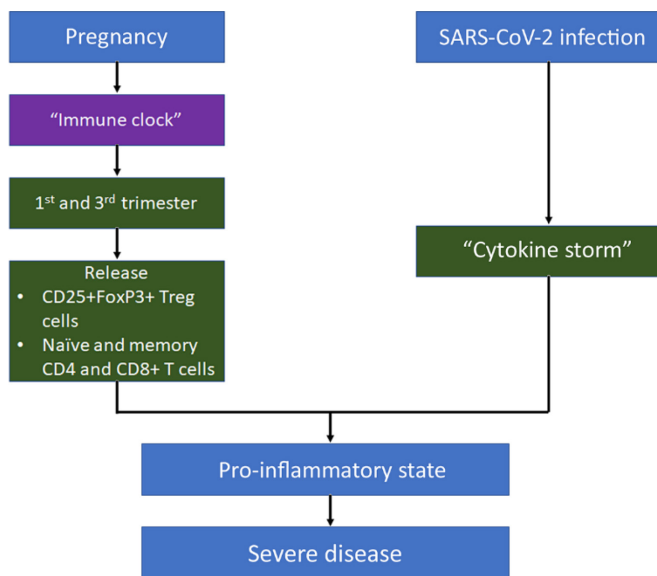 Pregnancy
SARS-CoV-2 infection
“Immune clock”
1st and 3rd trimester
“Cytokine storm”
Release
• CD25+FoxP3+ Treg
cells
• Naïve and memory
CD4 and CD8+ T cells
Pro-inflammatory state
Severe disease